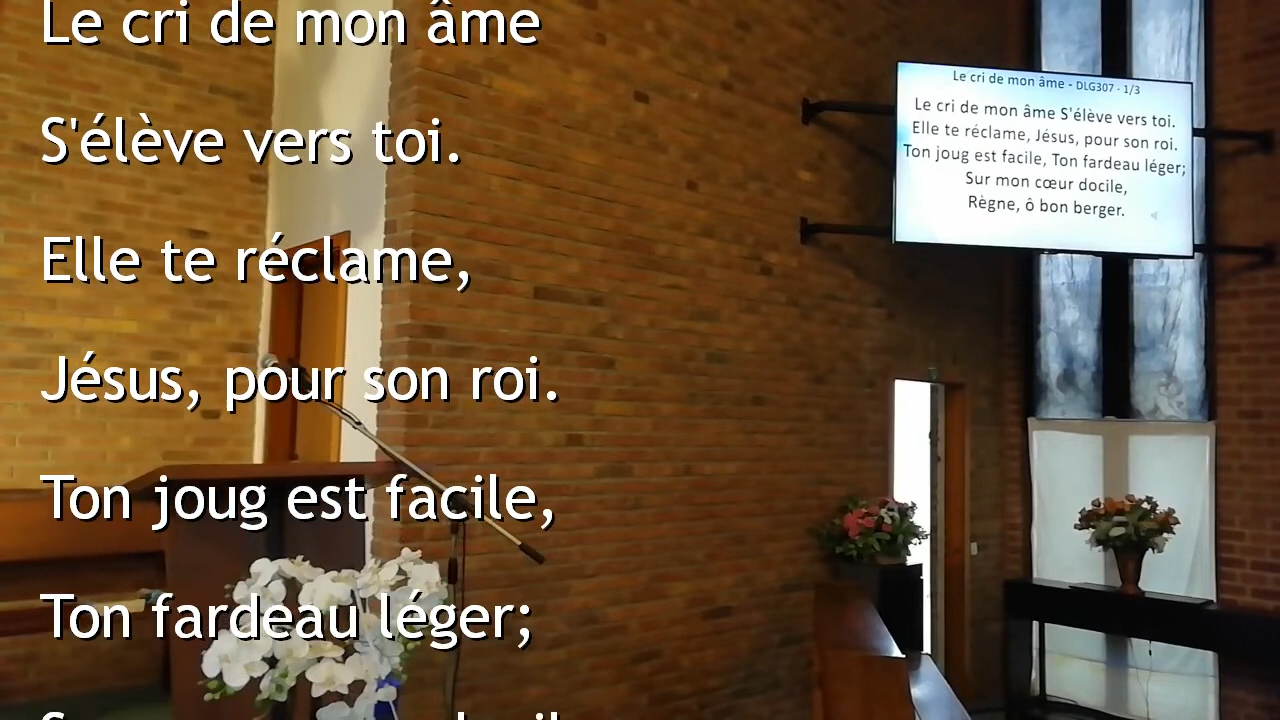 Le cri de mon âme
S'élève vers toi.
Elle te réclame,
Jésus, pour son roi.
Ton joug est facile,
Ton fardeau léger;
Le cri de mon âme - DLG307 - 1/3
Le cri de mon âme S'élève vers toi.
Elle te réclame, Jésus, pour son roi.
Ton joug est facile, Ton fardeau léger;
Sur mon cœur docile,
Règne, ô bon berger.